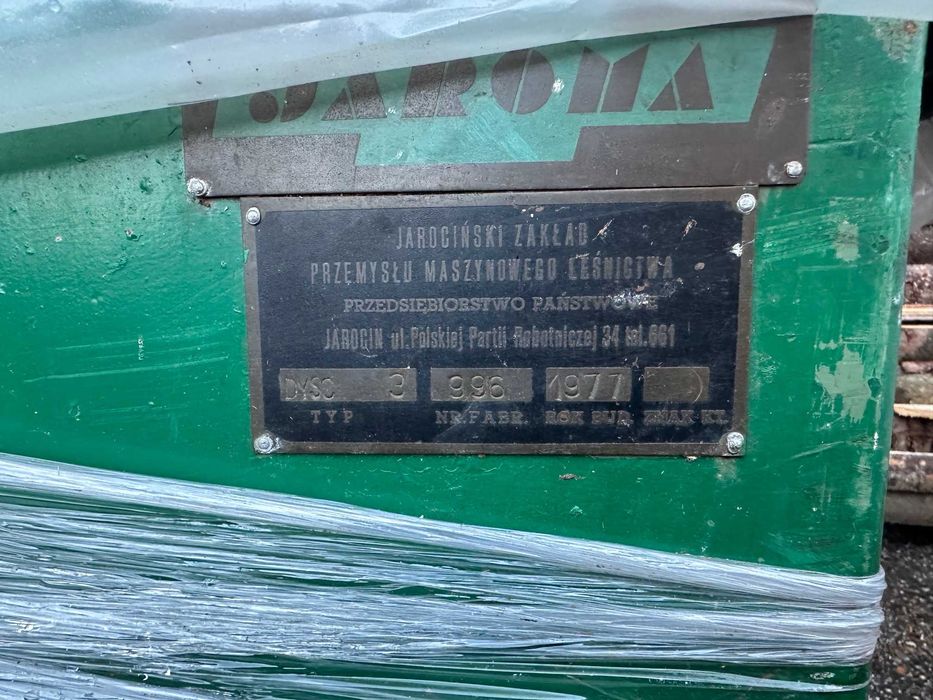 JAROMA
JAROCIŃSKI ZAKŁAD
PRZEMYSŁU MASZYNOWEGO LEŚNICTWA
PRZEDSIĘBIORSTWO PAŃSTWOWE
JAROCIN ul. Polskiej Partii Robotniczej 34 tel. 661
DYSC 3 996 1977
TYP NR. FABR. ROK BUD. ZNAK KT.